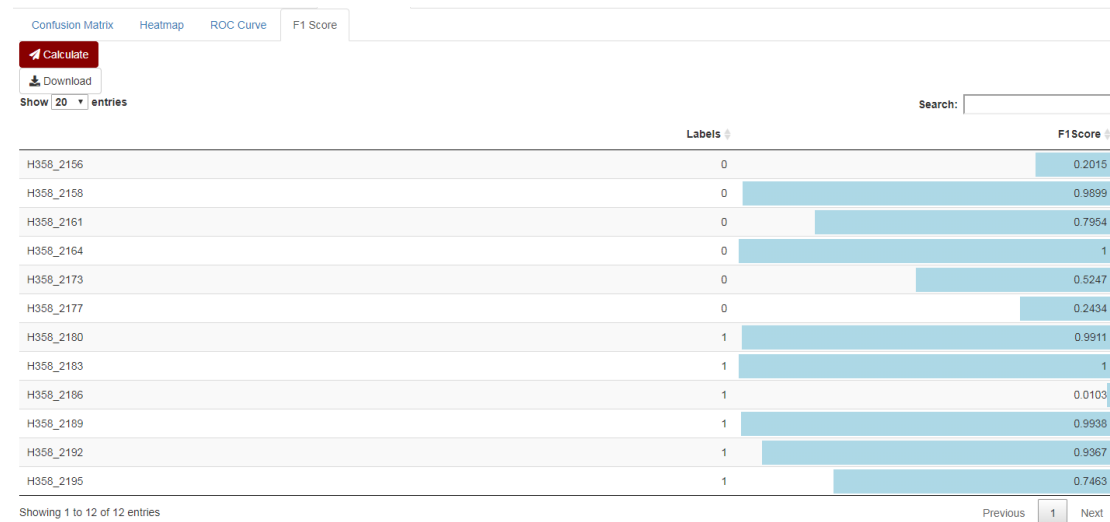 Confusion Matrix Heatmap ROC Curve F1 Score
Calculate
Download
Show 20 entries Search:
Labels F1Score
H358_2156 0 0.2015
H358_2158 0 0.9899
H358_2161 0 0.7954
H358_2164 0 1
H358_2173 0 0.5247
H358_2177 0 0.2434
H358_2180 1 0.9911
H358_2183 1 1
H358_2186 1 0.0103
H358_2189 1 0.9938
H358_2192 1 0.9367
H358_2195 1 0.7463
Showing 1 to 12 of 12 entries Previous 1 Next